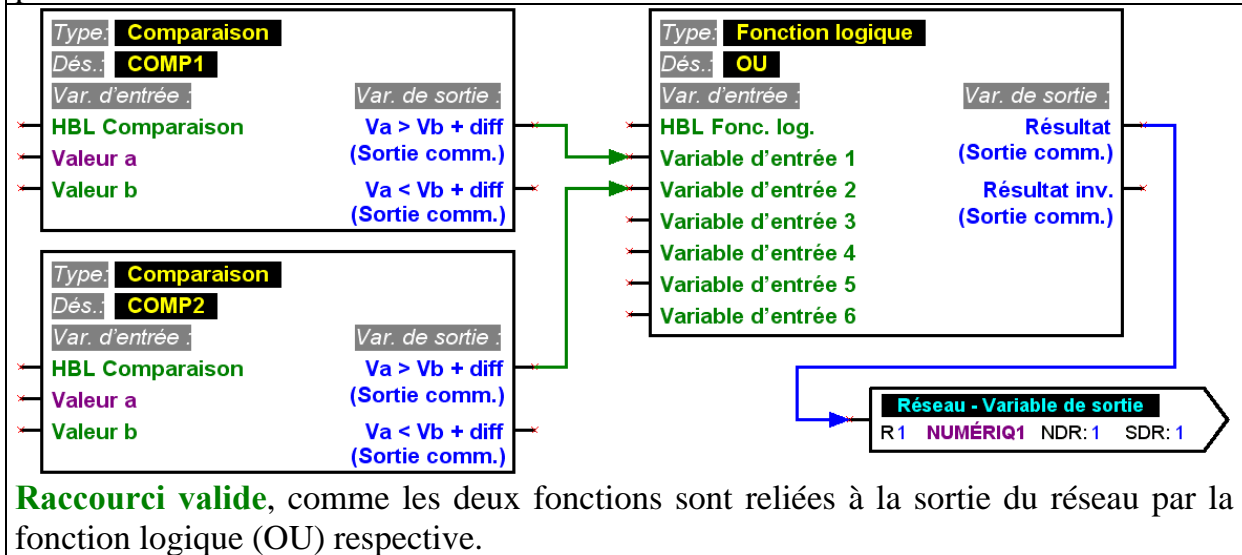 Type: Comparaison
Dés.: COMP1
Var. d'entrée : Var. de sortie :
HBL Comparaison Va > Vb + diff
Valeur a (Sortie comm.)
Valeur b Va < Vb + diff
(Sortie comm.)
Type: Fonction logique
Dés.: OU
Var. d'entrée : Var. de sortie :
HBL Fonc. log. Résultat
Variable d'entrée 1 (Sortie comm.)
Variable d'entrée 2 Résultat inv.
Variable d'entrée 3 (Sortie comm.)
Variable d'entrée 4
Variable d'entrée 5
Variable d'entrée 6
Type: Comparaison
Dés.: COMP2
Var. d'entrée : Var. de sortie :
HBL Comparaison Va > Vb + diff
Valeur a (Sortie comm.)
Valeur b Va < Vb + diff
(Sortie comm.)
Réseau - Variable de sortie
R1 NUMÉRIQ1 NDR: 1 SDR: 1
Raccourci valide, comme les deux fonctions sont reliées à la sortie du réseau par la
fonction logique (OU) respective.